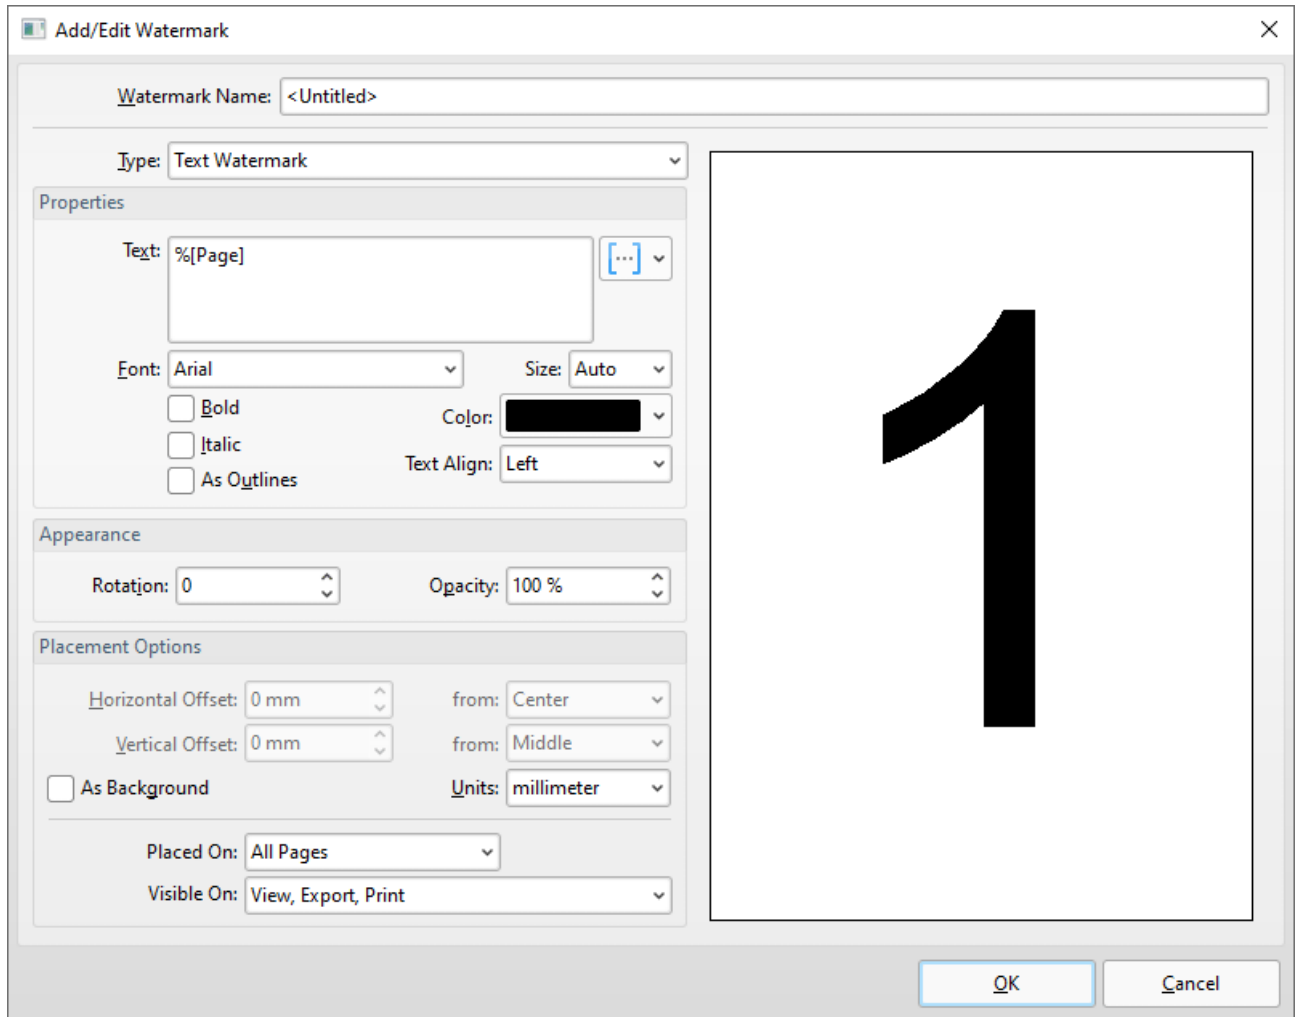 Add/Edit Watermark
Watermark Name: <Untitled>
Type: Text Watermark
Properties
Text: %[Page]
[...]
Font: Arial
Size: Auto
Bold
Color:
Italic
Text Align: Left
As Outlines
Appearance
Rotation: 0
Opacity: 100 %
Placement Options
Horizontal Offset: 0 mm
from: Center
Vertical Offset: 0 mm
from: Middle
As Background
Units: millimeter
Placed On: All Pages
Visible On: View, Export, Print
1
OK
Cancel